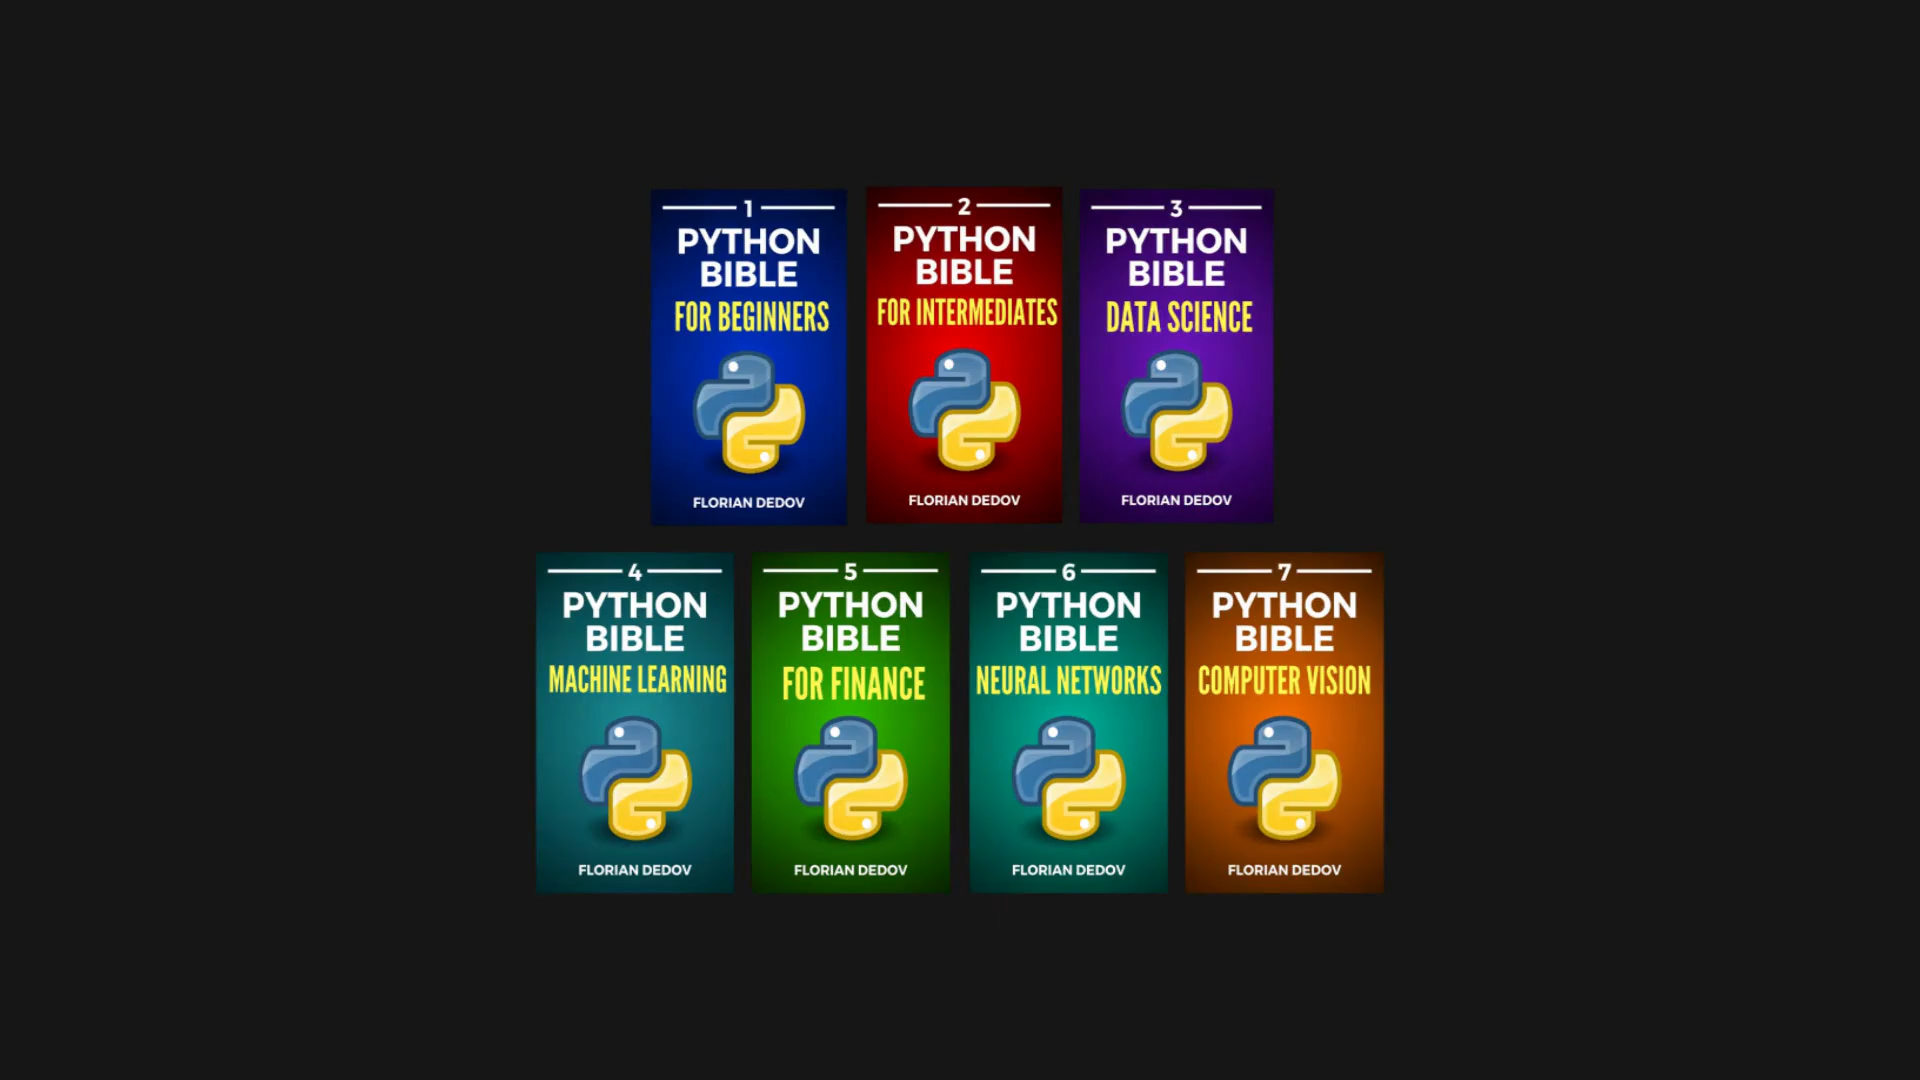 1
PYTHON
BIBLE
FOR BEGINNERS
FLORIAN DEDOV
2
PYTHON
BIBLE
FOR INTERMEDIATES
FLORIAN DEDOV
3
PYTHON
BIBLE
DATA SCIENCE
FLORIAN DEDOV
4
PYTHON
BIBLE
MACHINE LEARNING
FLORIAN DEDOV
5
PYTHON
BIBLE
FOR FINANCE
FLORIAN DEDOV
6
PYTHON
BIBLE
NEURAL NETWORKS
FLORIAN DEDOV
7
PYTHON
BIBLE
COMPUTER VISION
FLORIAN DEDOV